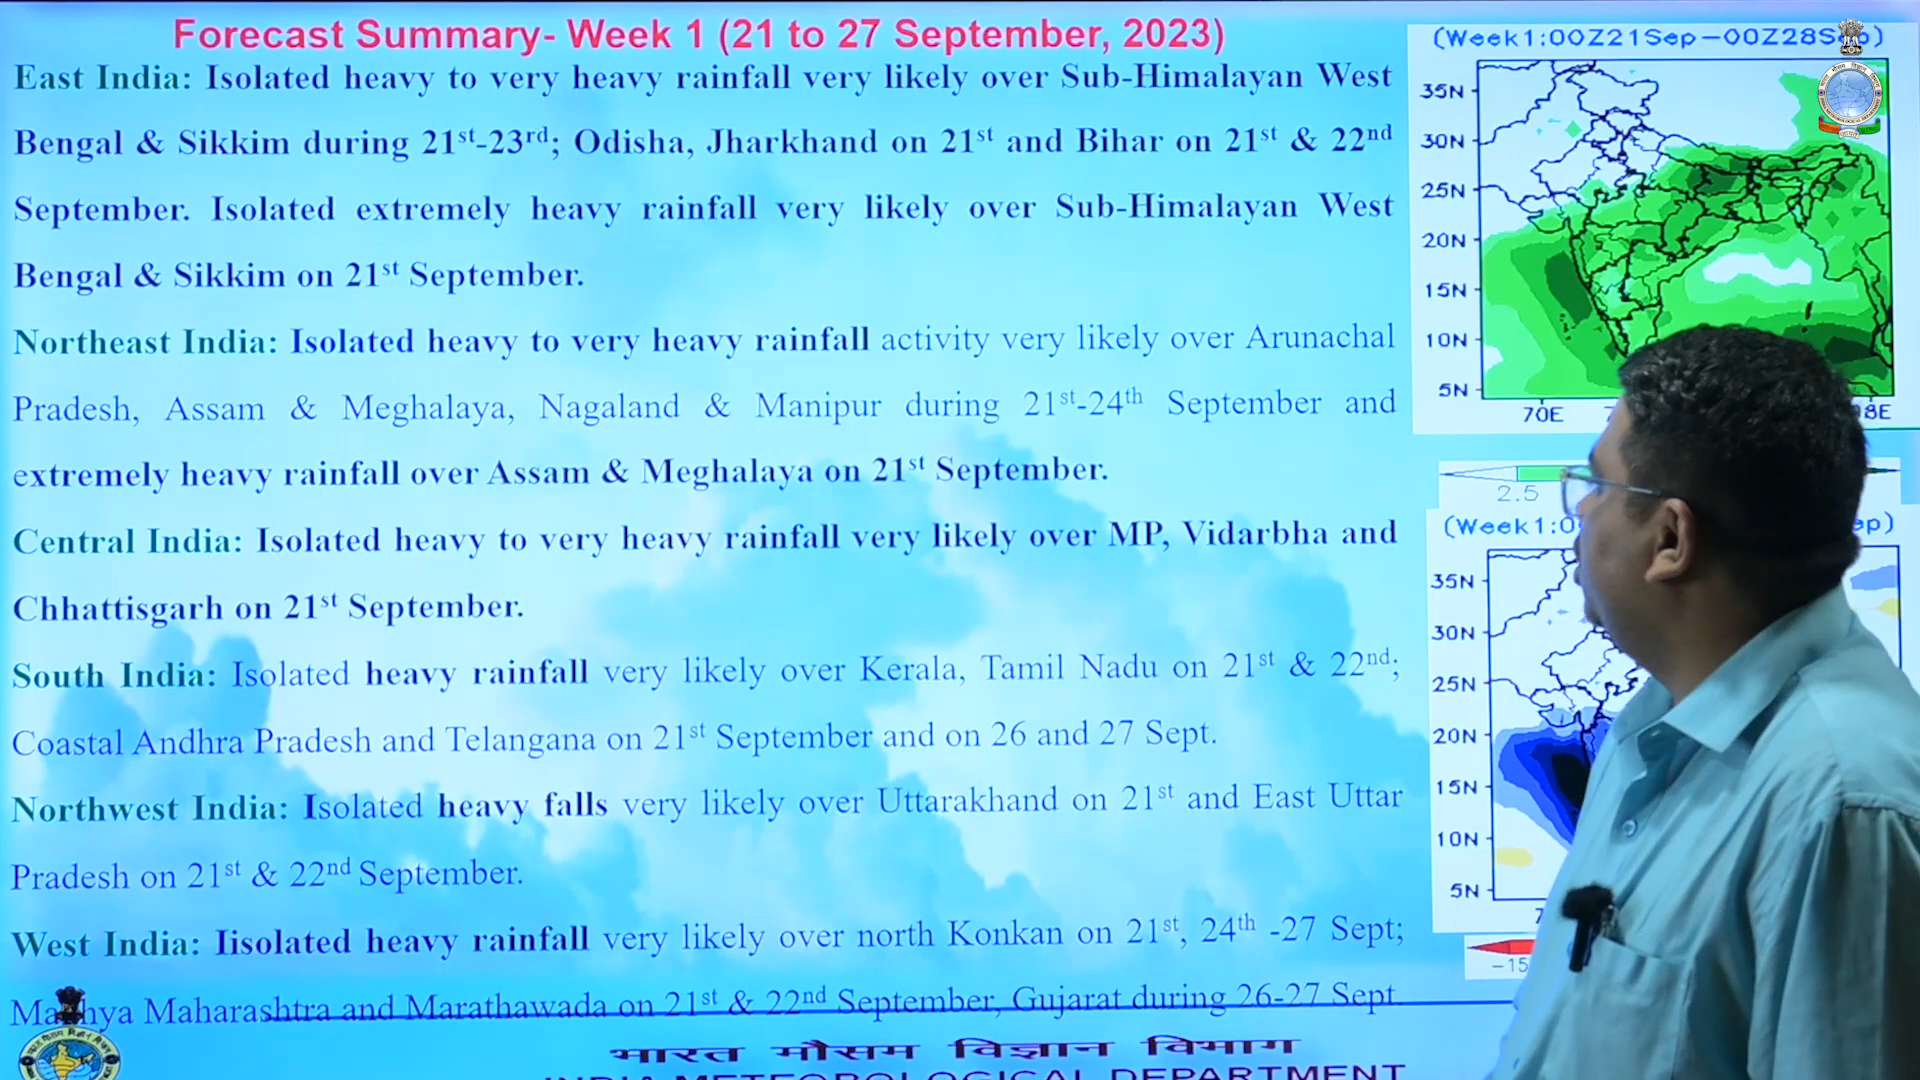 Forecast Summary- Week 1 (21 to 27 September, 2023)
East India: Isolated heavy to very heavy rainfall very likely over Sub-Himalayan West
Bengal & Sikkim during 21st-23rd; Odisha, Jharkhand on 21st and Bihar on 21st & 22nd
September. Isolated extremely heavy rainfall very likely over Sub-Himalayan West
Bengal & Sikkim on 21st September.
Northeast India: Isolated heavy to very heavy rainfall activity very likely over Arunachal
Pradesh, Assam & Meghalaya, Nagaland & Manipur during 21st-24th September and
extremely heavy rainfall over Assam & Meghalaya on 21st September.
Central India: Isolated heavy to very heavy rainfall very likely over MP, Vidarbha and
Chhattisgarh on 21st September.
South India: Isolated heavy rainfall very likely over Kerala, Tamil Nadu on 21st & 22nd;
Coastal Andhra Pradesh and Telangana on 21st September and on 26 and 27 Sept.
Northwest India: Isolated heavy falls very likely over Uttarakhand on 21st and East Uttar
Pradesh on 21st & 22nd September.
West India: Iisolated heavy rainfall very likely over north Konkan on 21st, 24th -27 Sept;
Madhya Maharashtra and Marathawada on 21st & 22nd September, Gujarat during 26-27 Sept.
भारत मौसम विज्ञान विभाग
INDIA METEOROLOGICAL DEPARTMENT
(Week1:00Z21Sep-00Z28Sep)
35N
30N
25N
20N
15N
10N
5N
70E
98E
2.5
(Week1:0
ep)
35N
30N
25N
20N
15N
10N
5N
-15